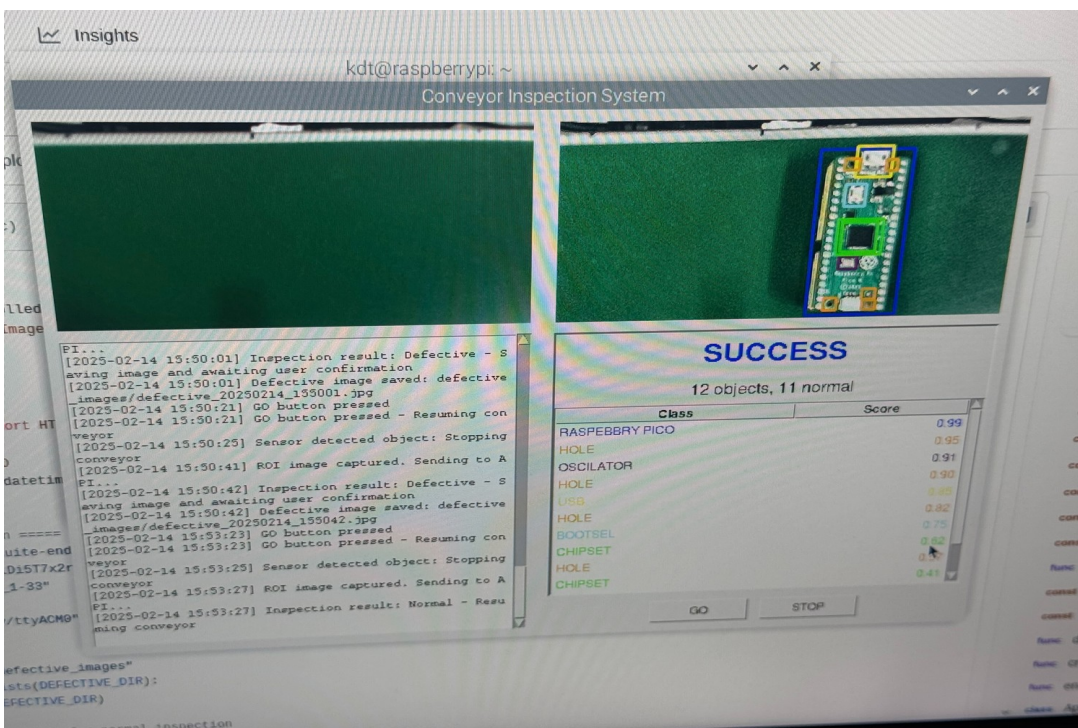 Insights
kdt@raspberrypi: ~
Conveyor Inspection System
PI...
[2025-02-14 15:50:01] Inspection result: Defective - S
aving image and awaiting user confirmation
[2025-02-14 15:50:01] Defective image saved: defective
_images/defective_20250214_155001.jpg
[2025-02-14 15:50:21] GO button pressed
[2025-02-14 15:50:21] GO button pressed - Resuming con
veyor
[2025-02-14 15:50:25] Sensor detected object: Stopping
conveyor
[2025-02-14 15:50:41] ROI image captured. Sending to A
PI...
[2025-02-14 15:50:42] Inspection result: Defective - S
aving image and awaiting user confirmation
[2025-02-14 15:50:42] Defective image saved: defective
_images/defective_20250214_155042.jpg
[2025-02-14 15:53:23] GO button pressed
[2025-02-14 15:53:23] GO button pressed - Resuming con
veyor
[2025-02-14 15:53:25] Sensor detected object: Stopping
conveyor
[2025-02-14 15:53:27] ROI image captured. Sending to A
PI...
[2025-02-14 15:53:27] Inspection result: Normal - Resu
ming conveyor
SUCCESS
12 objects, 11 normal
Class Score
RASPEBBRY PICO 0.99
HOLE 0.95
OSCILATOR 0.91
HOLE 0.90
USB
HOLE 0.82
BOOTSEL 0.75
CHIPSET 0.62
HOLE
CHIPSET 0.41
GO STOP
lled
Image
ort HT
datetim
n =====
uite-end
Di5T7x2r
_1-33"
/ttyACM0"
efective_images"
ists(DEFECTIVE_DIR):
EFECTIVE_DIR)